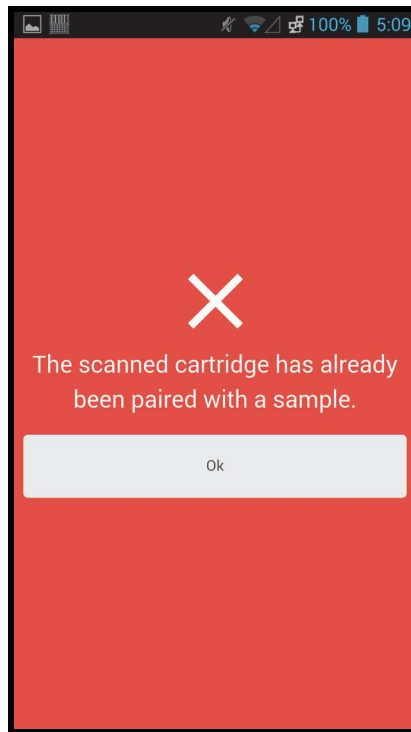 100% 5:09
The scanned cartridge has already
been paired with a sample.
Ok